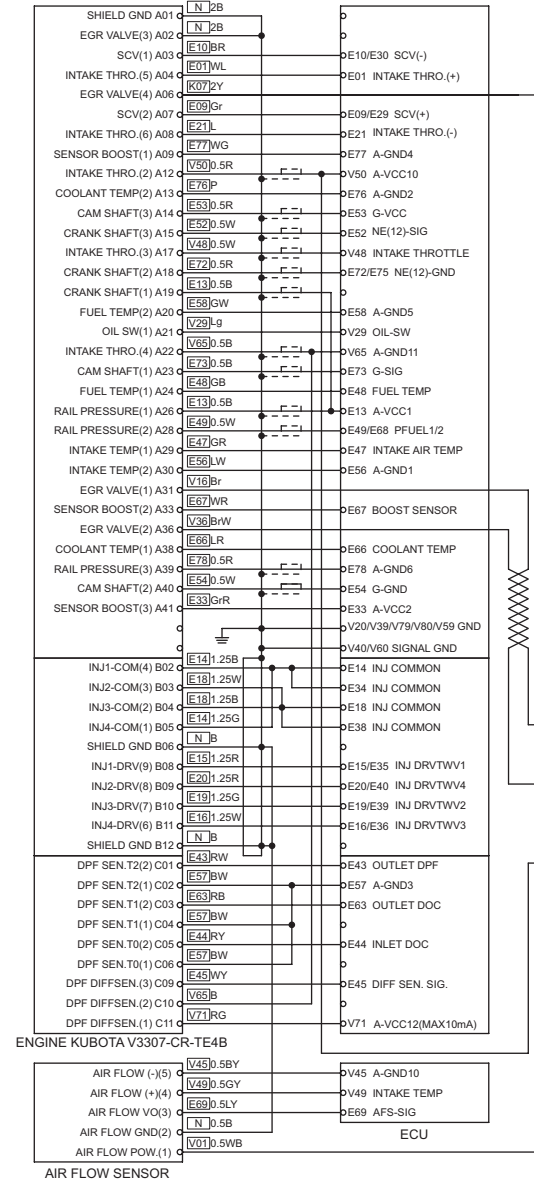 SHIELD GND A01 N 2B
EGR VALVE(3) A02 N 2B
SCV(1) A03 E10 BR E10/E30 SCV(-)
INTAKE THRO.(5) A04 E01 WL E01 INTAKE THRO.(+)
EGR VALVE(4) A06 K07 2Y
SCV(2) A07 E09 Gr E09/E29 SCV(+)
INTAKE THRO.(6) A08 E21 L E21 INTAKE THRO.(-)
SENSOR BOOST(1) A09 E77 WG E77 A-GND4
INTAKE THRO.(2) A12 V50 0.5R V50 A-VCC10
COOLANT TEMP(2) A13 E76 P E76 A-GND2
CAM SHAFT(3) A14 E53 0.5R E53 G-VCC
CRANK SHAFT(3) A15 E52 0.5W E52 NE(12)-SIG
INTAKE THRO.(3) A17 V48 0.5W V48 INTAKE THROTTLE
CRANK SHAFT(2) A18 E72 0.5R E72/E75 NE(12)-GND
CRANK SHAFT(1) A19 E13 0.5B
FUEL TEMP(2) A20 E58 GW E58 A-GND5
OIL SW(1) A21 V29 Lg V29 OIL-SW
INTAKE THRO.(4) A22 V65 0.5B V65 A-GND11
CAM SHAFT(1) A23 E73 0.5B E73 G-SIG
FUEL TEMP(1) A24 E48 GB E48 FUEL TEMP
RAIL PRESSURE(1) A26 E13 0.5B E13 A-VCC1
RAIL PRESSURE(2) A28 E49 0.5W E49/E68 PFUEL1/2
INTAKE TEMP(1) A29 E47 GR E47 INTAKE AIR TEMP
INTAKE TEMP(2) A30 E56 LW E56 A-GND1
EGR VALVE(1) A31 V16 Br
SENSOR BOOST(2) A33 E67 WR E67 BOOST SENSOR
EGR VALVE(2) A36 V36 BrW
COOLANT TEMP(1) A38 E66 LR E66 COOLANT TEMP
RAIL PRESSURE(3) A39 E78 0.5R E78 A-GND6
CAM SHAFT(2) A40 E54 0.5W E54 G-GND
SENSOR BOOST(3) A41 E33 GrR E33 A-VCC2
V20/V39/V79/V80/V59 GND
V40/V60 SIGNAL GND
INJ1-COM(4) B02 E14 1.25B E14 INJ COMMON
INJ2-COM(3) B03 E18 1.25W E34 INJ COMMON
INJ3-COM(2) B04 E18 1.25B E18 INJ COMMON
INJ4-COM(1) B05 E14 1.25G E38 INJ COMMON
SHIELD GND B06 N B
INJ1-DRV(9) B08 E15 1.25R E15/E35 INJ DRVTWV1
INJ2-DRV(8) B09 E20 1.25R E20/E40 INJ DRVTWV4
INJ3-DRV(7) B10 E19 1.25G E19/E39 INJ DRVTWV2
INJ4-DRV(6) B11 E16 1.25W E16/E36 INJ DRVTWV3
SHIELD GND B12 N B
DPF SEN.T2(2) C01 E43 RW E43 OUTLET DPF
DPF SEN.T2(1) C02 E57 BW E57 A-GND3
DPF SEN.T1(2) C03 E63 RB E63 OUTLET DOC
DPF SEN.T1(1) C04 E57 BW
DPF SEN.T0(2) C05 E44 RY E44 INLET DOC
DPF SEN.T0(1) C06 E57 BW
DPF DIFFSEN.(3) C09 E45 WY E45 DIFF SEN. SIG.
DPF DIFFSEN.(2) C10 V65 B
DPF DIFFSEN.(1) C11 V71 RG V71 A-VCC12(MAX10mA)
ENGINE KUBOTA V3307-CR-TE4B
AIR FLOW (-)(5) V45 0.5BY V45 A-GND10
AIR FLOW (+)(4) V49 0.5GY V49 INTAKE TEMP
AIR FLOW VO(3) E69 0.5LY E69 AFS-SIG
AIR FLOW GND(2) N 0.5B
ECU
AIR FLOW POW.(1) V01 0.5WB
AIR FLOW SENSOR